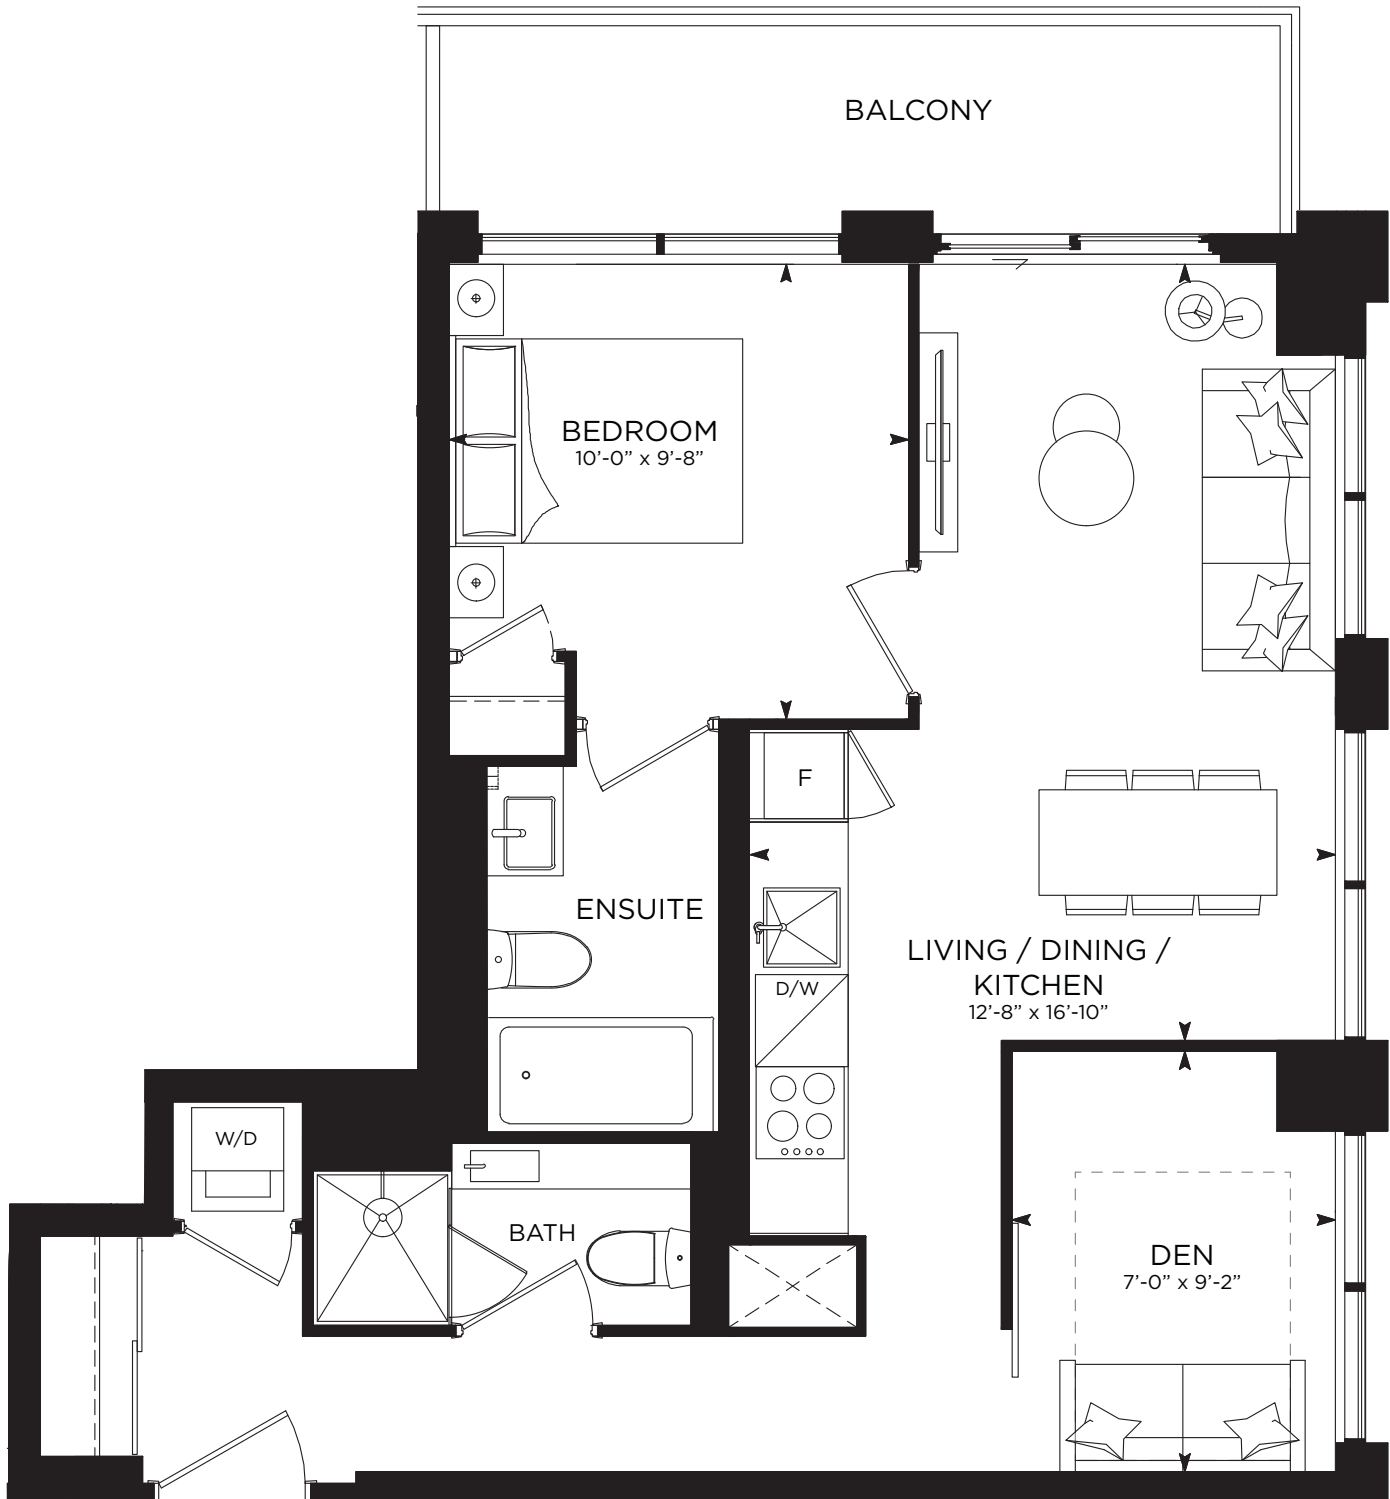 BALCONY
BEDROOM
10’-0” x 9’-8”
F
ENSUITE
LIVING / DINING /
KITCHEN
12’-8” x 16’-10”
D/W
W/D
BATH
DEN
7’-0” x 9’-2”